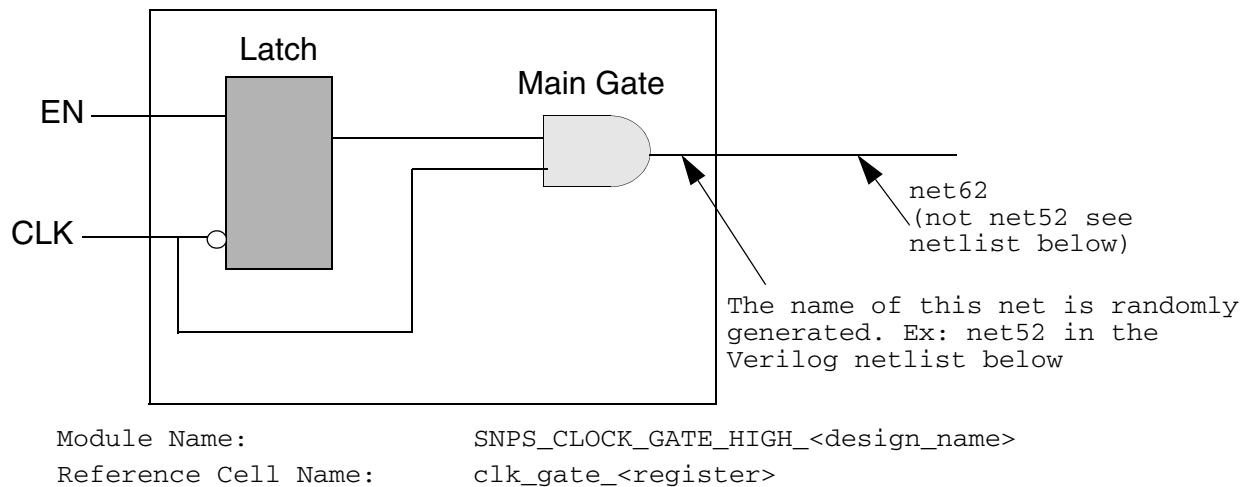 Latch
Main Gate
EN
CLK
net62
(not net52 see
netlist below)
The name of this net is randomly
generated. Ex: net52 in the
Verilog netlist below
Module Name: SNPS_CLOCK_GATE_HIGH_<design_name>
Reference Cell Name: clk_gate_<register>